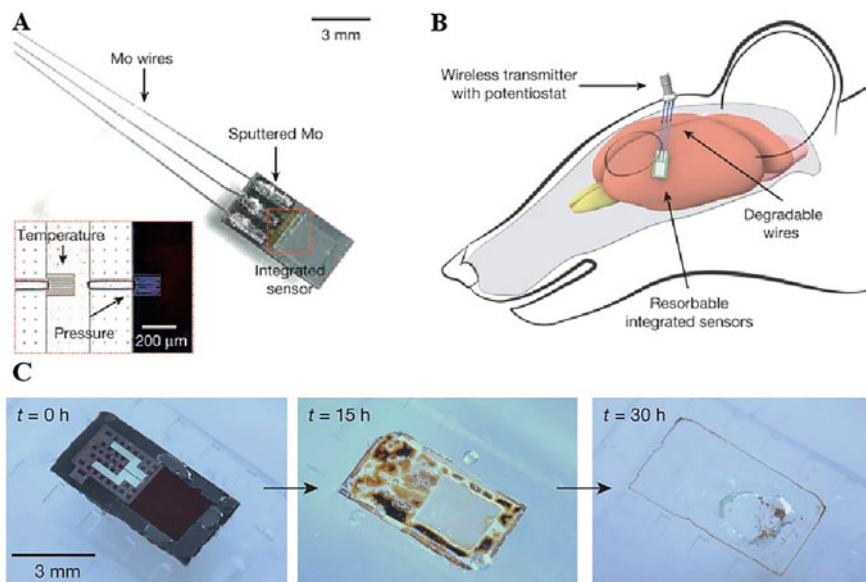 A
3 mm
Mo wires
Sputtered Mo
Integrated
sensor
Temperature
Pressure
200 µm
B
Wireless transmitter
with potentiostat
Degradable
wires
Resorbable
integrated sensors
C
t = 0 h
t = 15 h
t = 30 h
3 mm